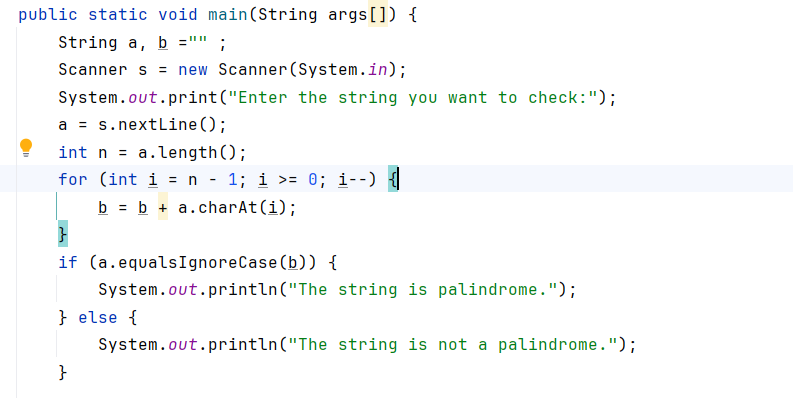 public static void main(String args[]) {
    String a, b ="" ;
    Scanner s = new Scanner(System.in);
    System.out.print("Enter the string you want to check:");
    a = s.nextLine();
    int n = a.length();
    for (int i = n - 1; i >= 0; i--) {
        b = b + a.charAt(i);
    }
    if (a.equalsIgnoreCase(b)) {
        System.out.println("The string is palindrome.");
    } else {
        System.out.println("The string is not a palindrome.");
    }